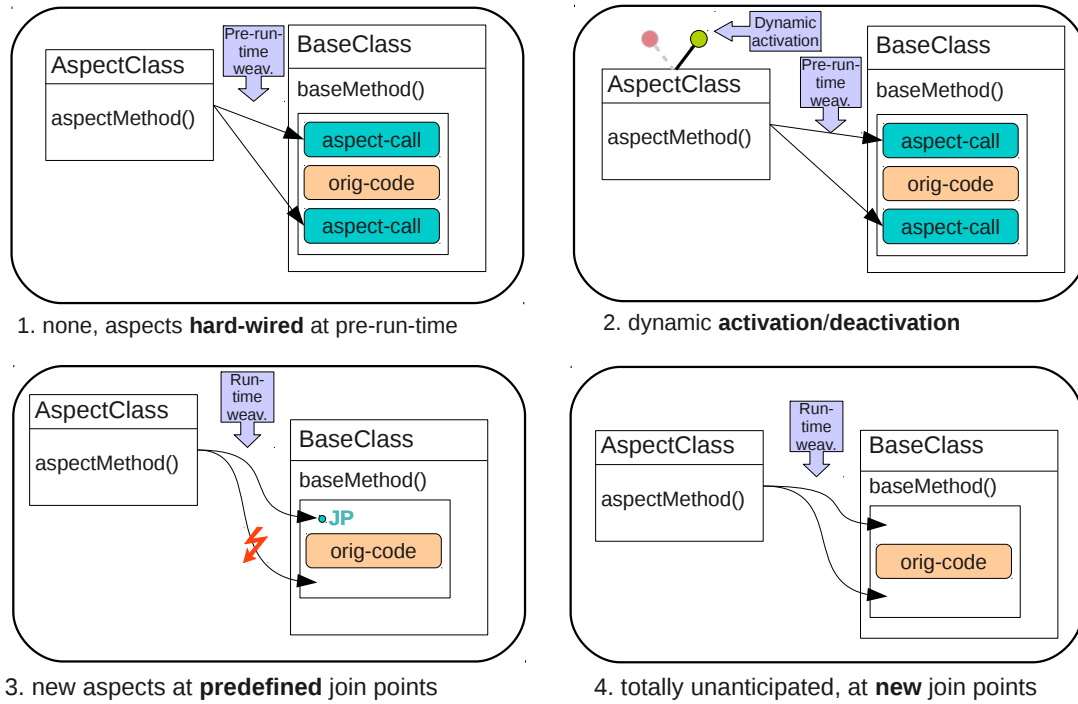 Pre-run-
time
weav.
BaseClass
AspectClass
baseMethod()
aspectMethod()
aspect-call
orig-code
aspect-call
1. none, aspects hard-wired at pre-run-time
Dynamic
activation
BaseClass
Pre-run-
time
weav.
AspectClass
baseMethod()
aspectMethod()
aspect-call
orig-code
aspect-call
2. dynamic activation/deactivation
Run-
time
weav.
AspectClass
BaseClass
aspectMethod()
baseMethod()
JP
orig-code
3. new aspects at predefined join points
Run-
time
weav.
AspectClass
BaseClass
baseMethod()
aspectMethod()
orig-code
4. totally unanticipated, at new join points